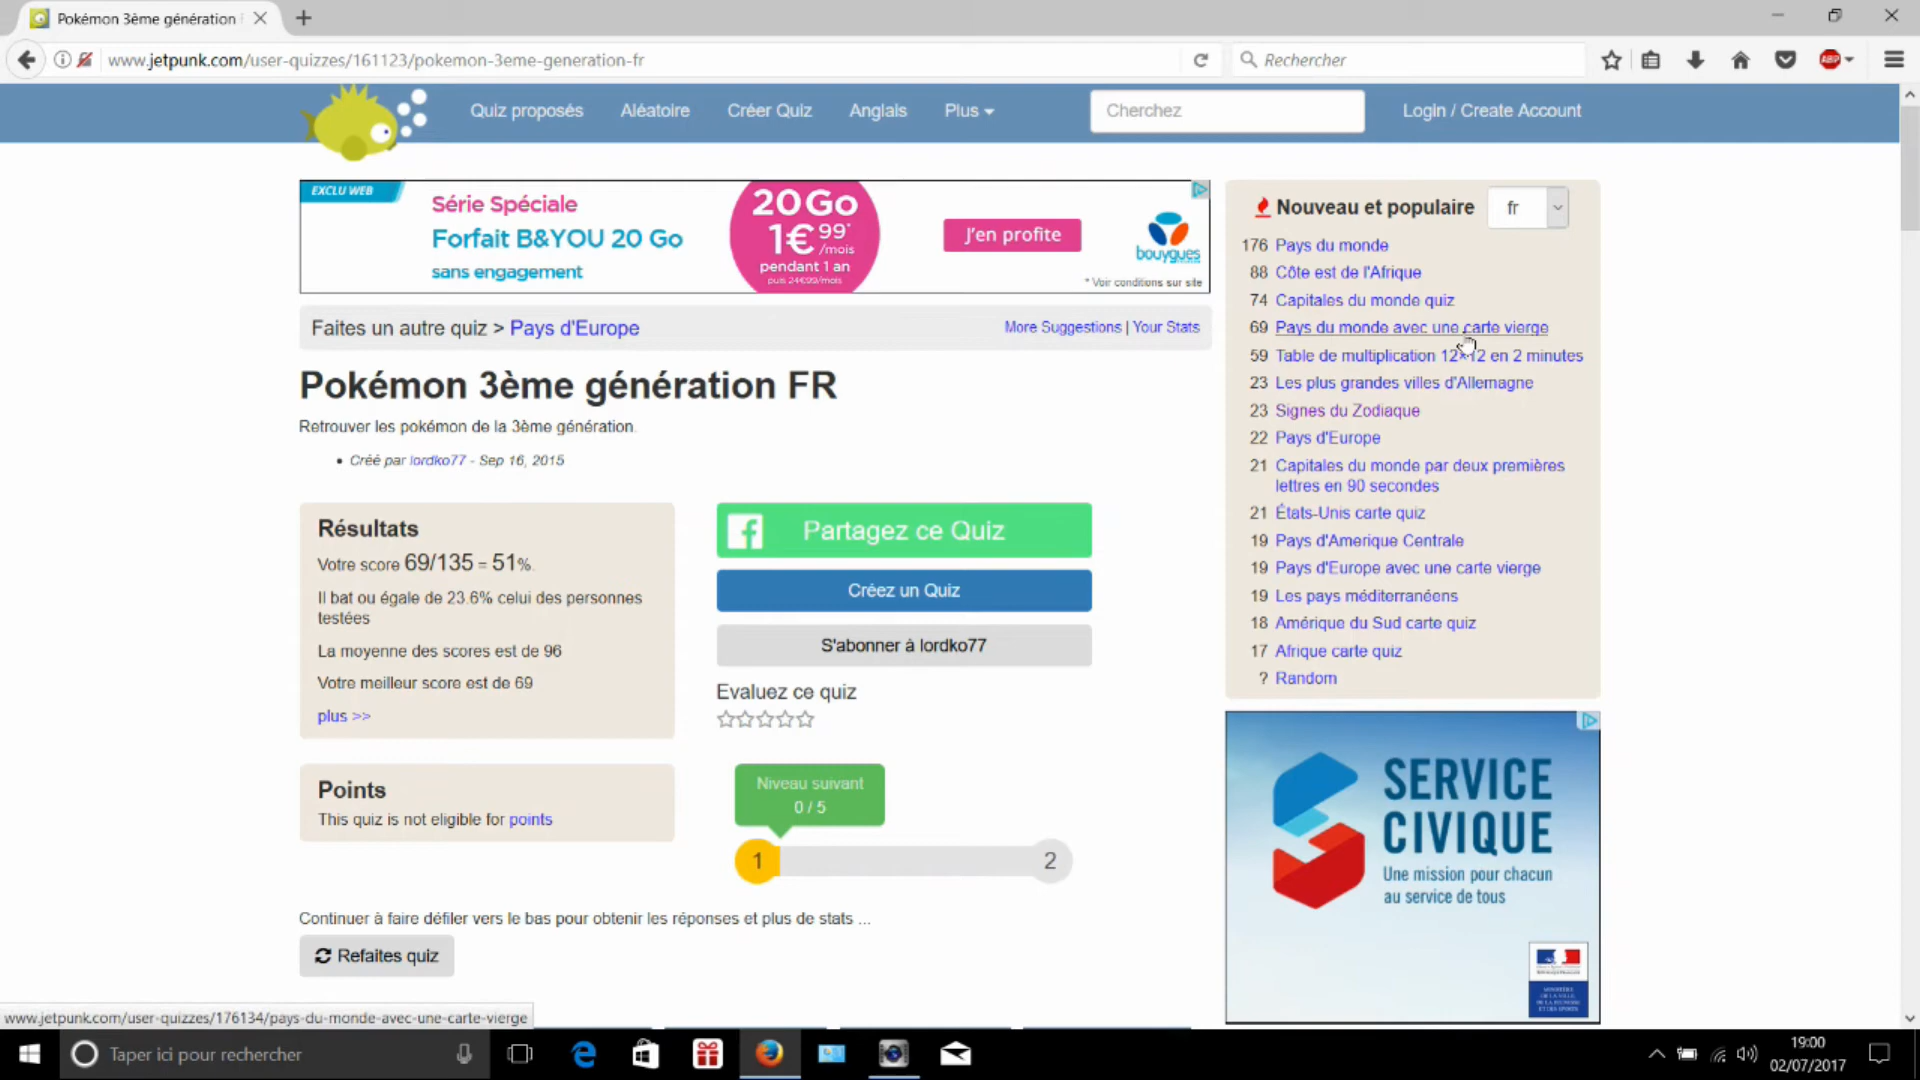 Pokémon 3ème génération F
www.jetpunk.com/user-quizzes/161123/pokemon-3eme-generation-fr
Rechercher
ABP
Quiz proposés
Aléatoire
Créer Quiz
Anglais
Plus
Cherchez
Login / Create Account
EXCLU WEB
Série Spéciale
Forfait B&YOU 20 Go
sans engagement
20Go
1€99*
/mois
pendant 1 an
puis 24€99/mois
J'en profite
bouygues
* Voir conditions sur site
Faites un autre quiz > Pays d'Europe
More Suggestions | Your Stats
Pokémon 3ème génération FR
Retrouver les pokémon de la 3ème génération.
• Créé par lordko77 - Sep 16, 2015
Résultats
Votre score 69/135 = 51%.
Il bat ou égale de 23.6% celui des personnes
testées
La moyenne des scores est de 96
Votre meilleur score est de 69
plus >>
Partagez ce Quiz
Créez un Quiz
S'abonner à lordko77
Evaluez ce quiz
Points
This quiz is not eligible for points
Niveau suivant
0 / 5
1
2
Continuer à faire défiler vers le bas pour obtenir les réponses et plus de stats ...
Refaites quiz
Nouveau et populaire
fr
176 Pays du monde
88 Côte est de l'Afrique
74 Capitales du monde quiz
69 Pays du monde avec une carte vierge
59 Table de multiplication 12×12 en 2 minutes
23 Les plus grandes villes d'Allemagne
23 Signes du Zodiaque
22 Pays d'Europe
21 Capitales du monde par deux premières
lettres en 90 secondes
21 États-Unis carte quiz
19 Pays d'Amerique Centrale
19 Pays d'Europe avec une carte vierge
19 Les pays méditerranéens
18 Amérique du Sud carte quiz
17 Afrique carte quiz
? Random
SERVICE
CIVIQUE
Une mission pour chacun
au service de tous
www.jetpunk.com/user-quizzes/176134/pays-du-monde-avec-une-carte-vierge
Taper ici pour rechercher
19:00
02/07/2017